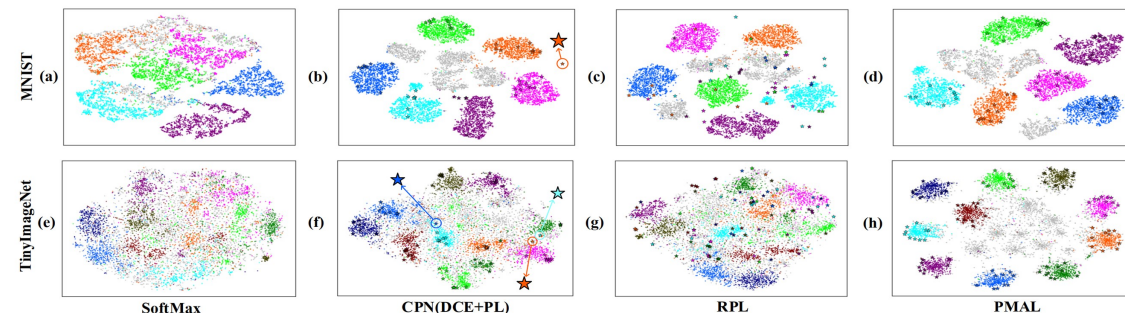 MNIST
(a)
(b)
(c)
(d)
TinyImageNet
(e)
(f)
(g)
(h)
SoftMax
CPN(DCE+PL)
RPL
PMAL